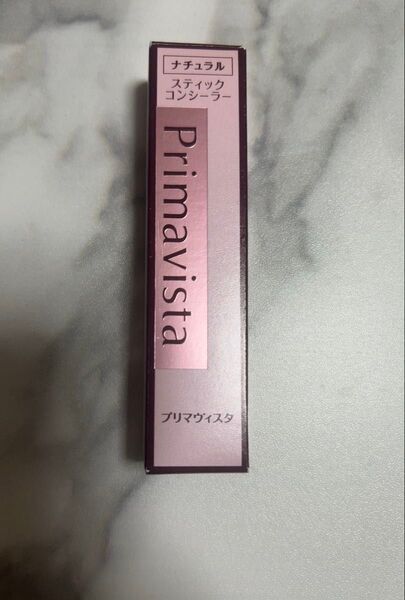 ナチュラル
スティック
コンシーラー
Primavista
プリマヴィスタ